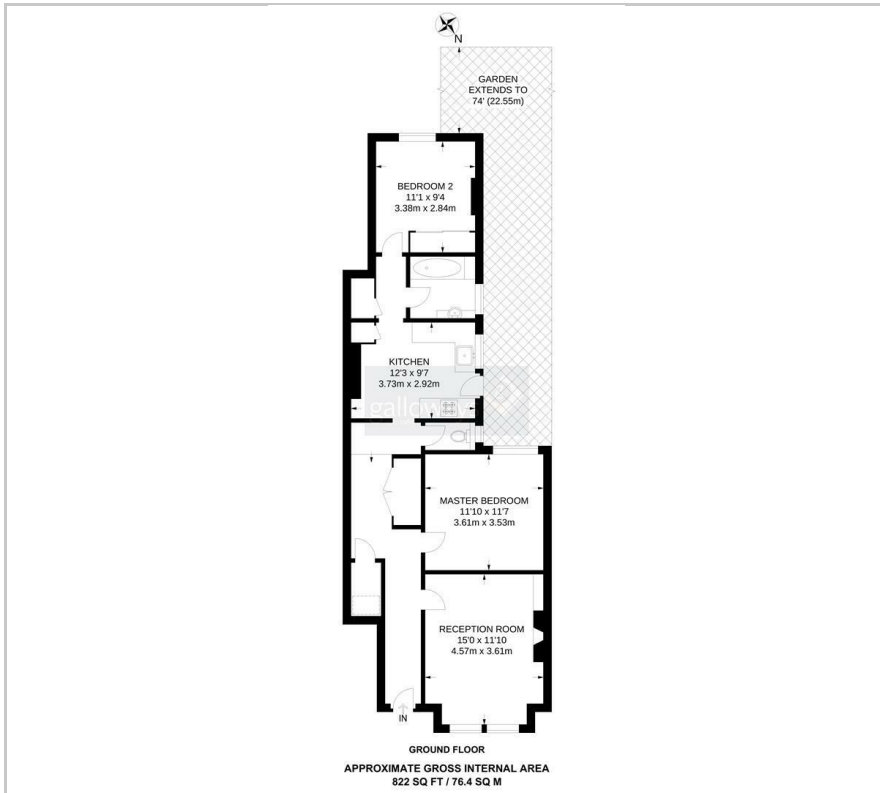 N
GARDEN
EXTENDS TO
74' (22.55m)
BEDROOM 2
11'1 x 9'4
3.38m x 2.84m
KITCHEN
12'3 x 9'7
3.73m x 2.92m
galloways
MASTER BEDROOM
11'10 x 11'7
3.61m x 3.53m
RECEPTION ROOM
15'0 x 11'10
4.57m x 3.61m
IN
GROUND FLOOR
APPROXIMATE GROSS INTERNAL AREA
822 SQ FT / 76.4 SQ M